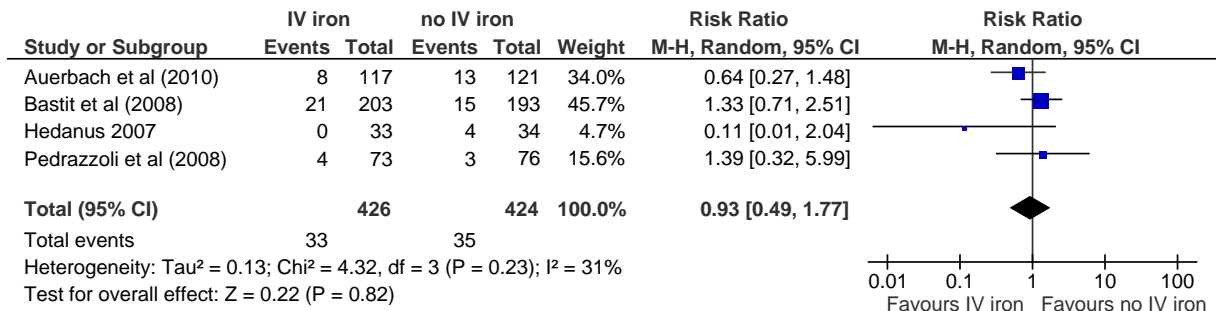 IV iron no IV iron Risk Ratio Risk Ratio
Study or Subgroup Events Total Events Total Weight M-H, Random, 95% CI M-H, Random, 95% CI
Auerbach et al (2010) 8 117 13 121 34.0% 0.64 [0.27, 1.48]
Bastit et al (2008) 21 203 15 193 45.7% 1.33 [0.71, 2.51]
Hedanus 2007 0 33 4 34 4.7% 0.11 [0.01, 2.04]
Pedrazzoli et al (2008) 4 73 3 76 15.6% 1.39 [0.32, 5.99]
Total (95% CI) 426 424 100.0% 0.93 [0.49, 1.77]
Total events 33 35
Heterogeneity: Tau² = 0.13; Chi² = 4.32, df = 3 (P = 0.23); I² = 31%
Test for overall effect: Z = 0.22 (P = 0.82)
0.01 0.1 1 10 100
Favours IV iron Favours no IV iron